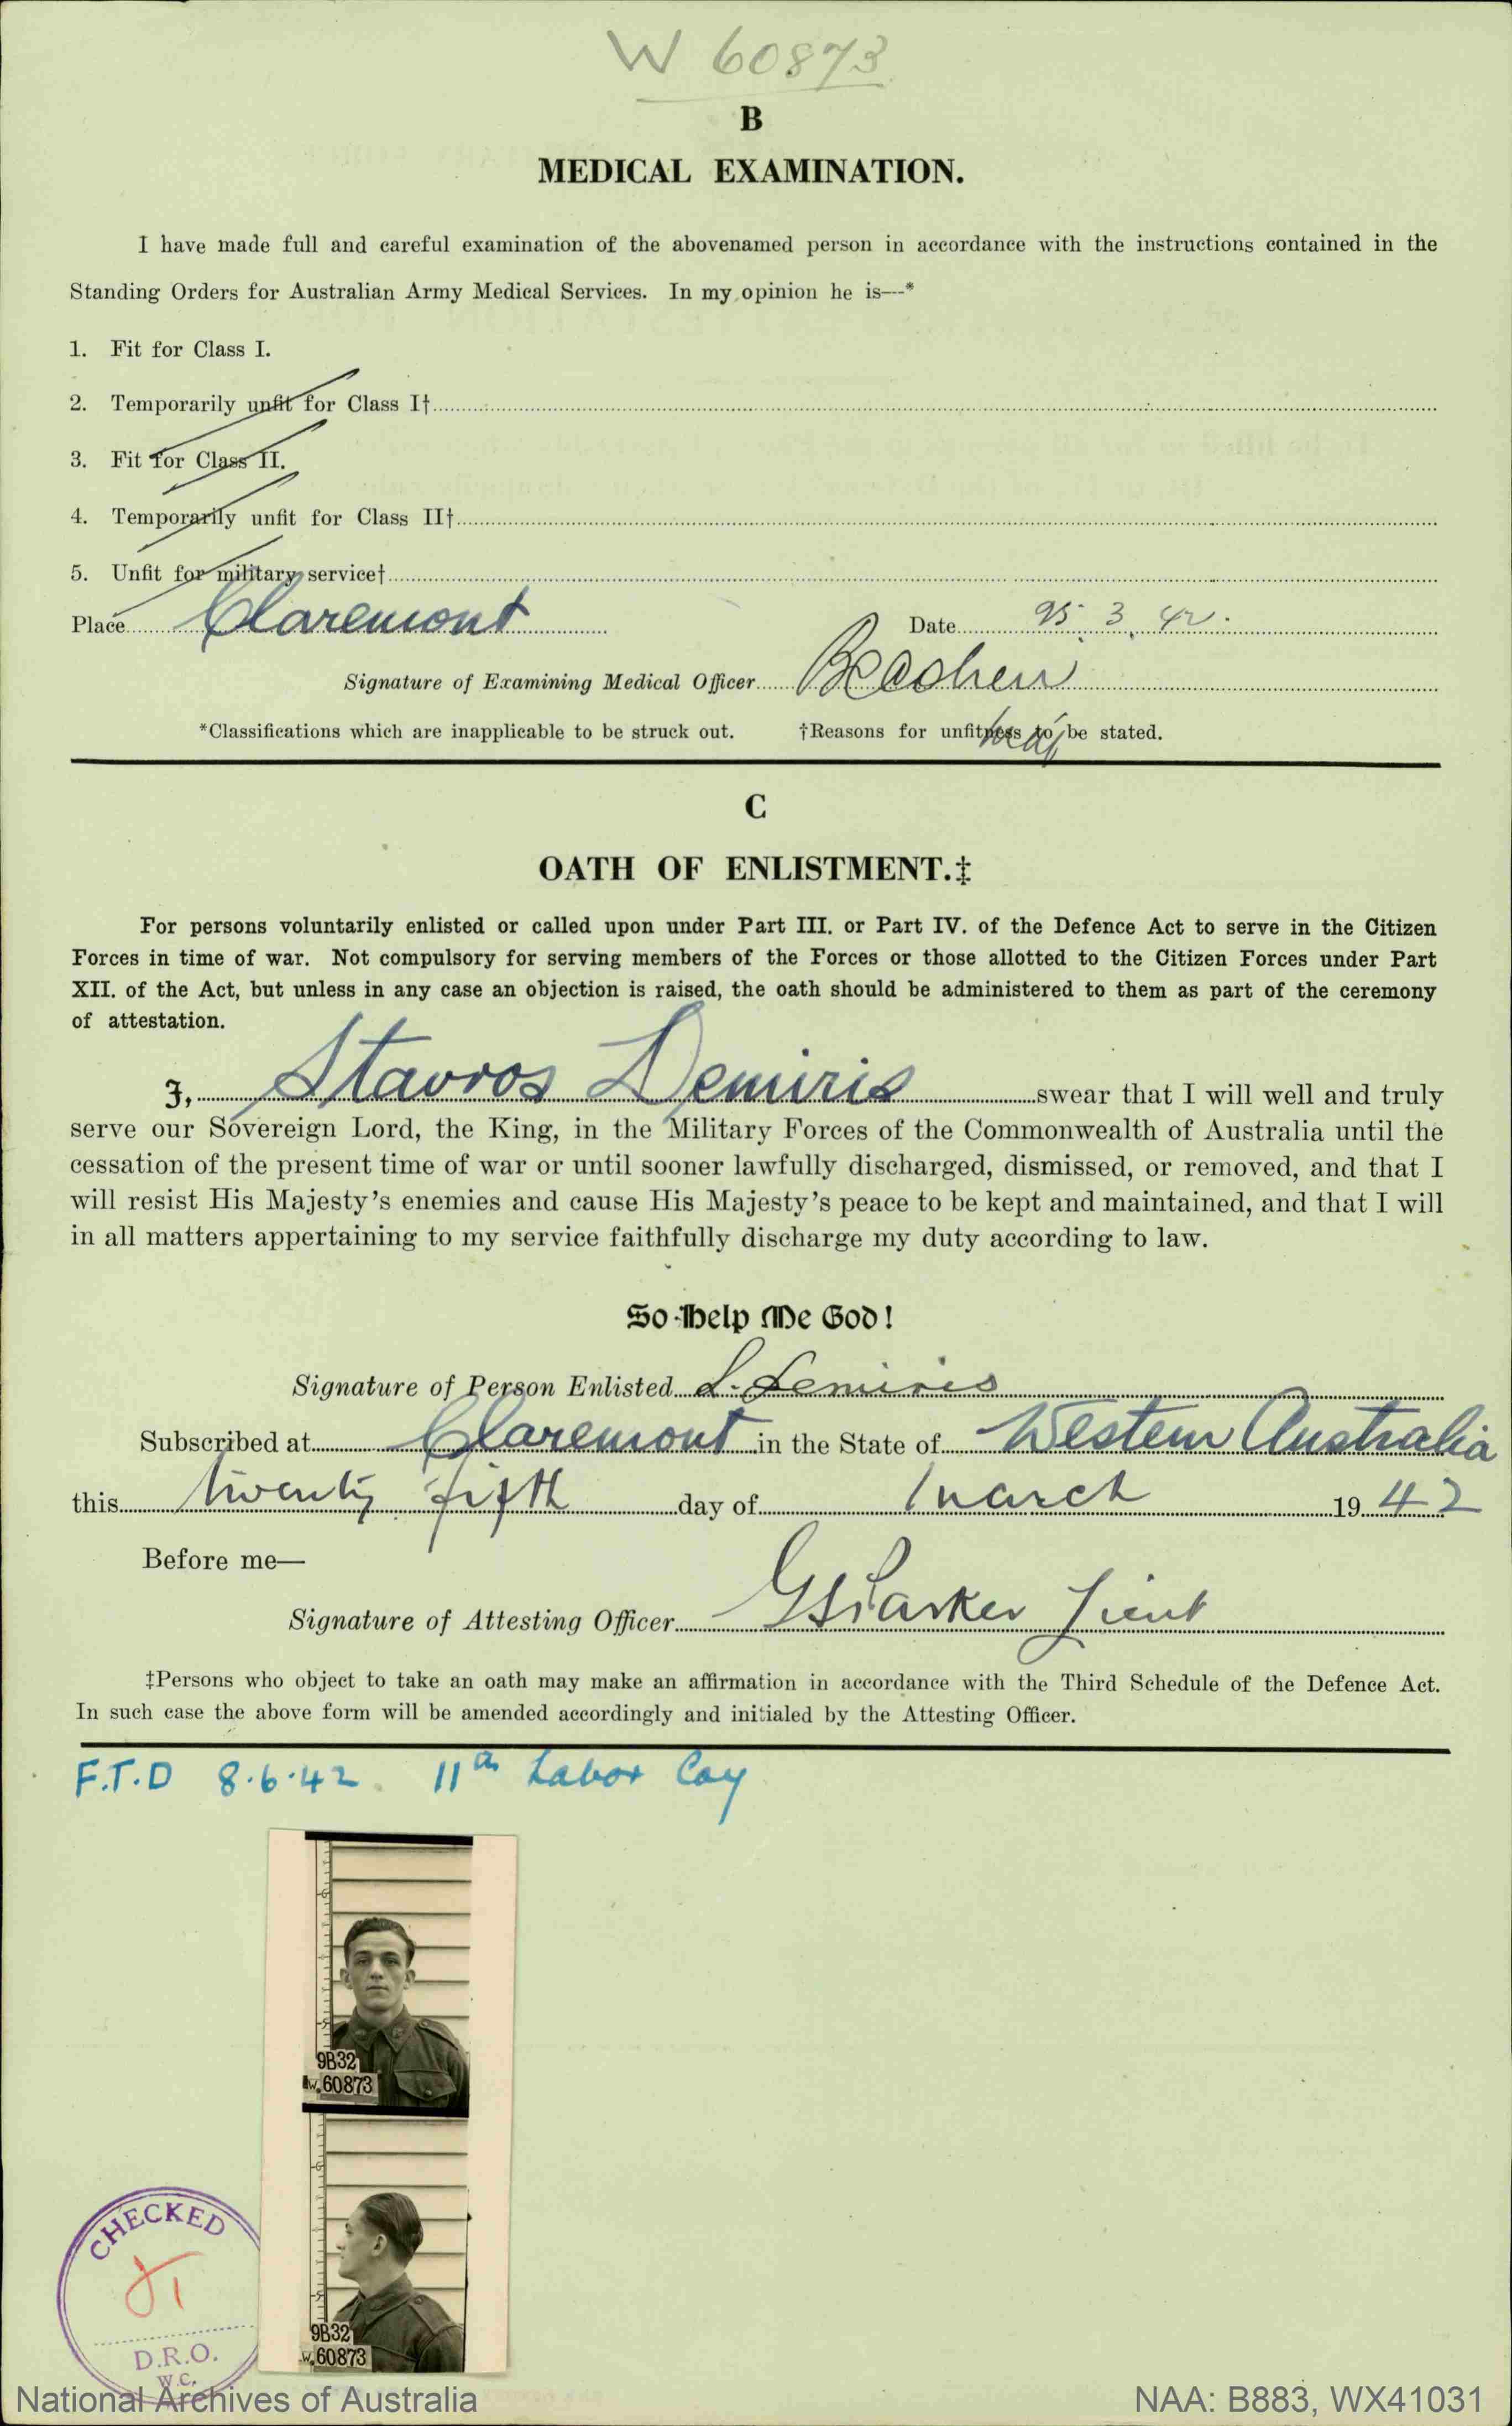 W 60873
B
MEDICAL EXAMINATION.
I have made full and careful examination of the abovenamed person in accordance with the instructions contained in the
Standing Orders for Australian Army Medical Services. In my opinion he is—*
1. Fit for Class I.
2. Temporarily unfit for Class I†
3. Fit for Class II.
4. Temporarily unfit for Class II†
5. Unfit for military service†
Place Claremont Date 25.3.42.
Signature of Examining Medical Officer
*Classifications which are inapplicable to be struck out. †Reasons for unfitness to be stated.
C
OATH OF ENLISTMENT.‡
For persons voluntarily enlisted or called upon under Part III. or Part IV. of the Defence Act to serve in the Citizen
Forces in time of war. Not compulsory for serving members of the Forces or those allotted to the Citizen Forces under Part
XII. of the Act, but unless in any case an objection is raised, the oath should be administered to them as part of the ceremony
of attestation.
I, Stavros Demiris swear that I will well and truly
serve our Sovereign Lord, the King, in the Military Forces of the Commonwealth of Australia until the
cessation of the present time of war or until sooner lawfully discharged, dismissed, or removed, and that I
will resist His Majesty's enemies and cause His Majesty's peace to be kept and maintained, and that I will
in all matters appertaining to my service faithfully discharge my duty according to law.
So Help Me God!
Signature of Person Enlisted S. Demiris
Subscribed at Claremont in the State of Western Australia
this twenty fifth day of March 1942
Before me—
Signature of Attesting Officer Lieut
‡Persons who object to take an oath may make an affirmation in accordance with the Third Schedule of the Defence Act.
In such case the above form will be amended accordingly and initialed by the Attesting Officer.
F.T.D 8.6.42. 11th Labor Coy
9B32
W.60873
9B32
W.60873
CHECKED
D.R.O.
W.C.
National Archives of Australia NAA: B883, WX41031